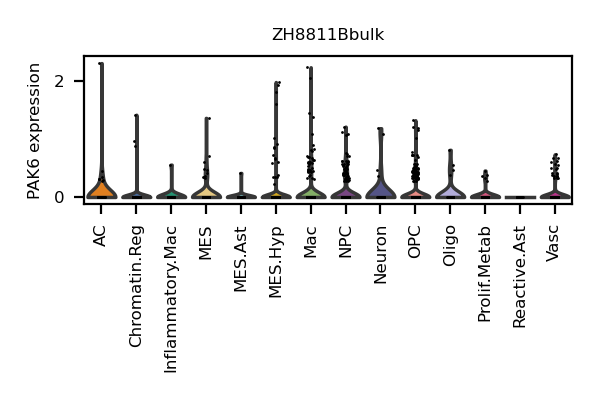 ZH8811Bbulk
PAK6 expression
2
0
AC
Chromatin.Reg
Inflammatory.Mac
MES
MES.Ast
MES.Hyp
Mac
NPC
Neuron
OPC
Oligo
Prolif.Metab
Reactive.Ast
Vasc